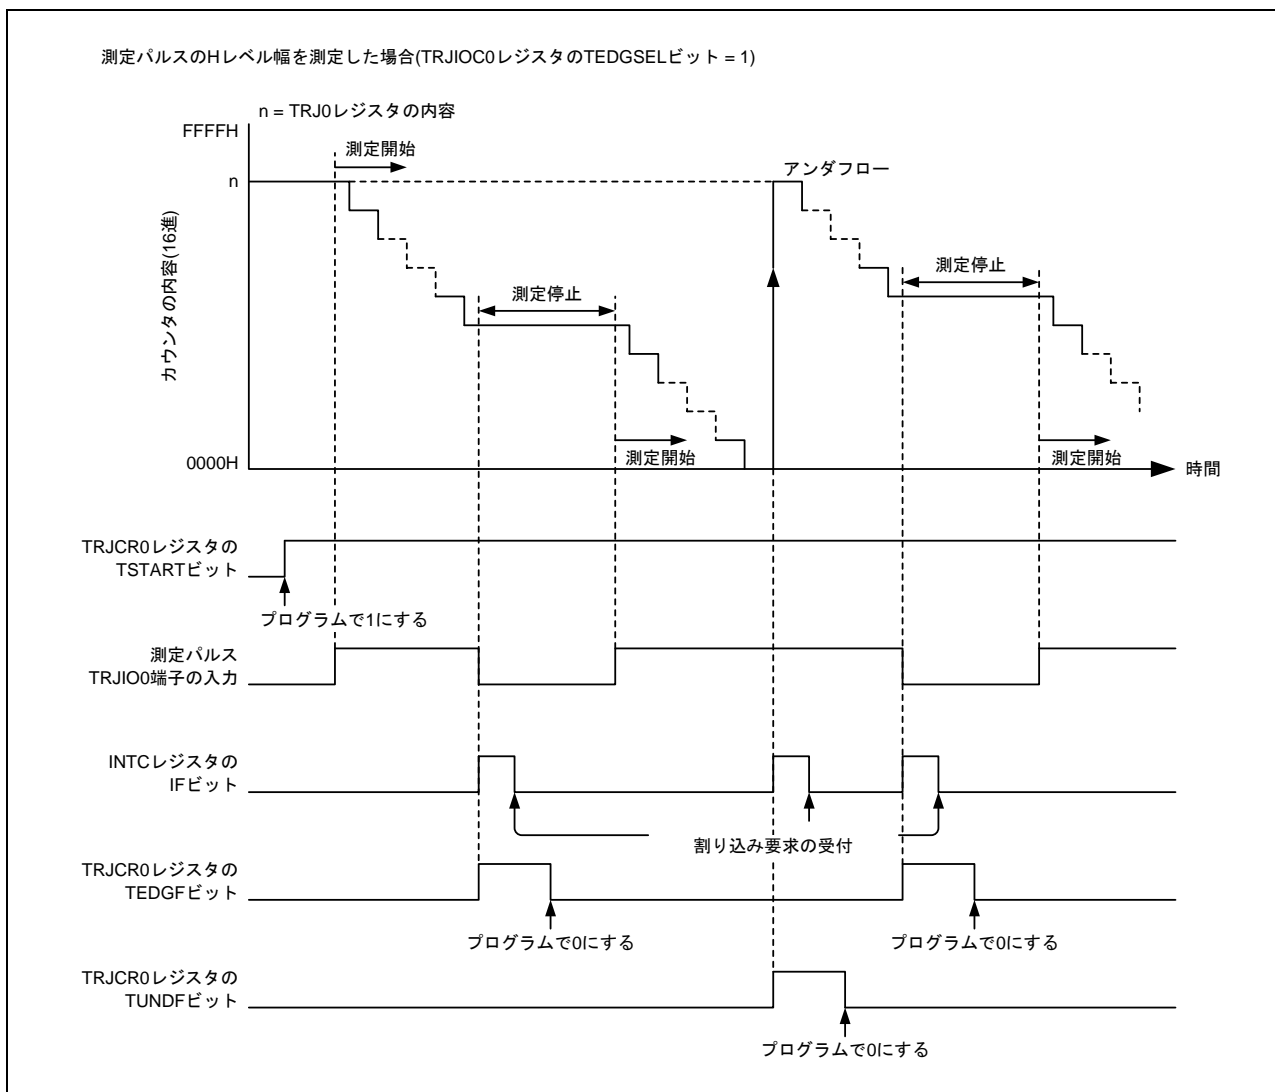 測定パルスのHレベル幅を測定した場合(TRJIOC0レジスタのTEDGSELビット = 1)
n = TRJ0レジスタの内容
FFFFH
測定開始
アンダフロー
n
カウンタの内容(16進)
測定停止
測定停止
測定開始
測定開始
0000H
時間
TRJCR0レジスタの
TSTARTビット
プログラムで1にする
測定パルス
TRJIO0端子の入力
INTCレジスタの
IFビット
割り込み要求の受付
TRJCR0レジスタの
TEDGFビット
プログラムで0にする
プログラムで0にする
TRJCR0レジスタの
TUNDFビット
プログラムで0にする